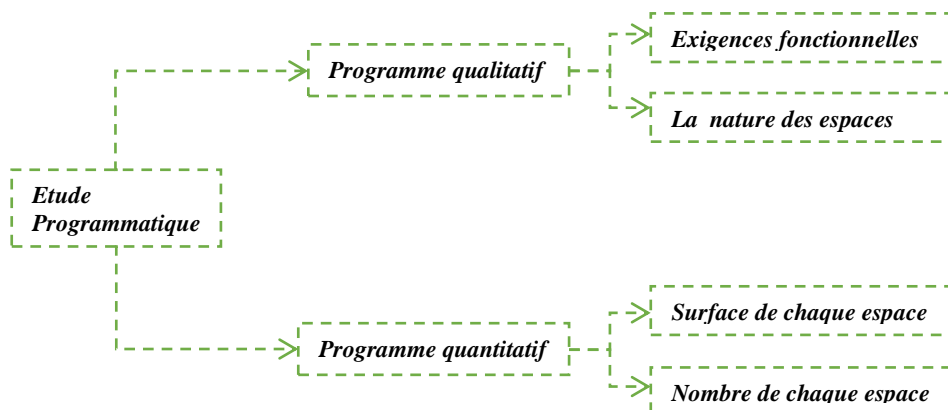 Exigences fonctionnelles
Programme qualitatif
La nature des espaces
Etude
Programmatique
Surface de chaque espace
Programme quantitatif
Nombre de chaque espace